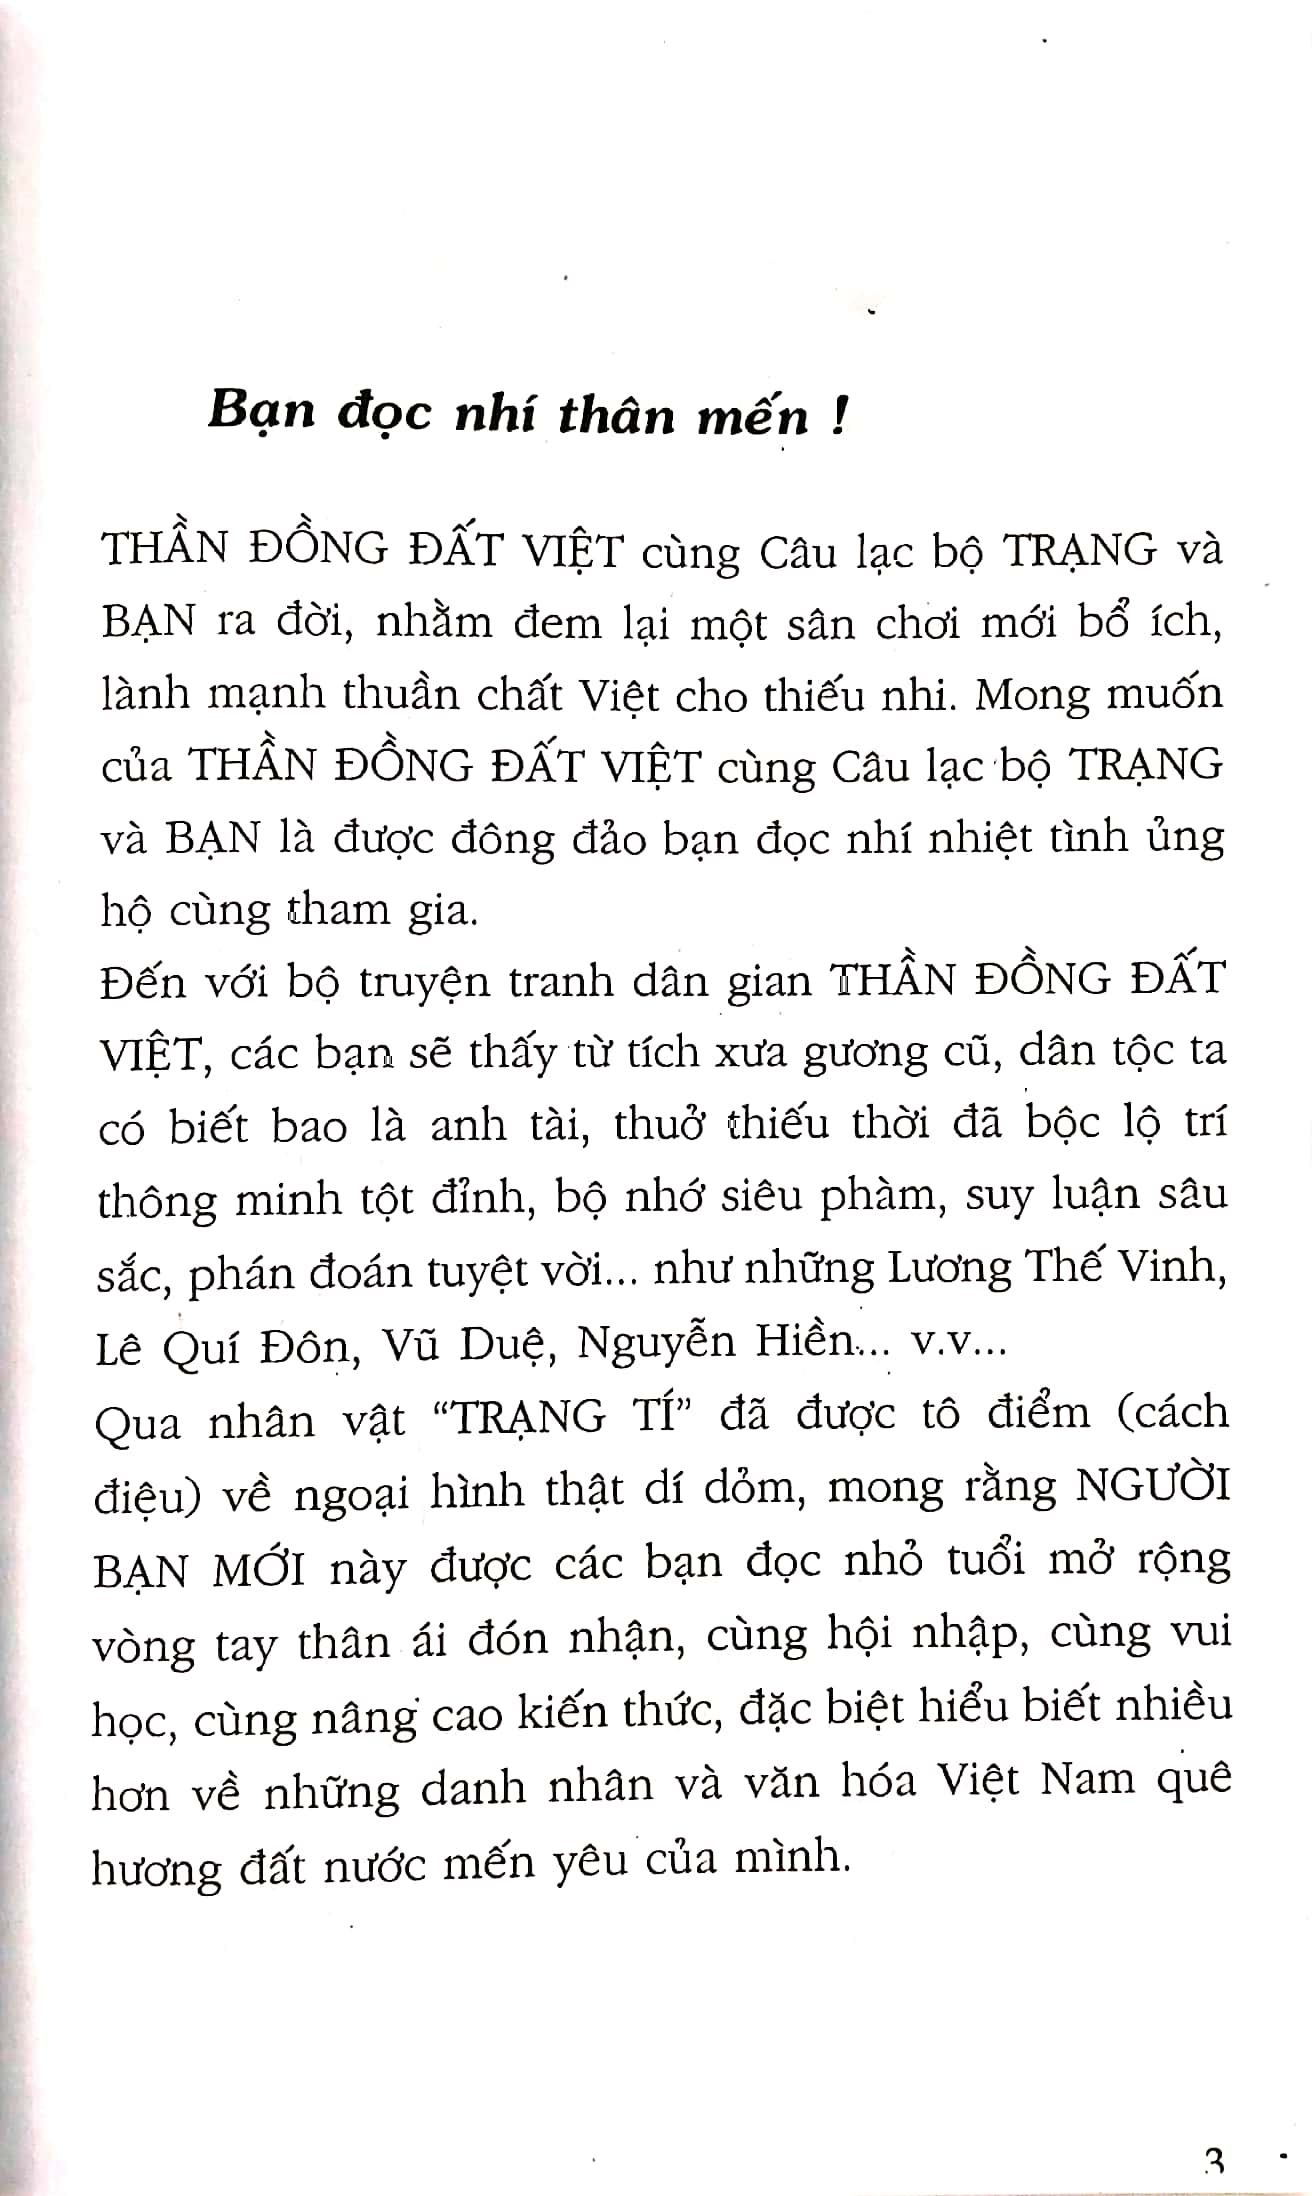 Bạn đọc nhí thân mến !
THẦN ĐỒNG ĐẤT VIỆT cùng Câu lạc bộ TRẠNG và
BẠN ra đời, nhằm đem lại một sân chơi mới bổ ích,
lành mạnh thuần chất Việt cho thiếu nhi. Mong muốn
của THẦN ĐỒNG ĐẤT VIỆT cùng Câu lạc bộ TRẠNG
và BẠN là được đông đảo bạn đọc nhí nhiệt tình ủng
hộ cùng tham gia.
Đến với bộ truyện tranh dân gian THẦN ĐỒNG ĐẤT
VIỆT, các bạn sẽ thấy từ tích xưa gương cũ, dân tộc ta
có biết bao là anh tài, thuở thiếu thời đã bộc lộ trí
thông minh tột đỉnh, bộ nhớ siêu phàm, suy luận sâu
sắc, phán đoán tuyệt vời... như những Lương Thế Vinh,
Lê Quí Đôn, Vũ Duệ, Nguyễn Hiền... v.v...
Qua nhân vật “TRẠNG TÍ” đã được tô điểm (cách
điệu) về ngoại hình thật dí dỏm, mong rằng NGƯỜI
BẠN MỚI này được các bạn đọc nhỏ tuổi mở rộng
vòng tay thân ái đón nhận, cùng hội nhập, cùng vui
học, cùng nâng cao kiến thức, đặc biệt hiểu biết nhiều
hơn về những danh nhân và văn hóa Việt Nam quê
hương đất nước mến yêu của mình.
3